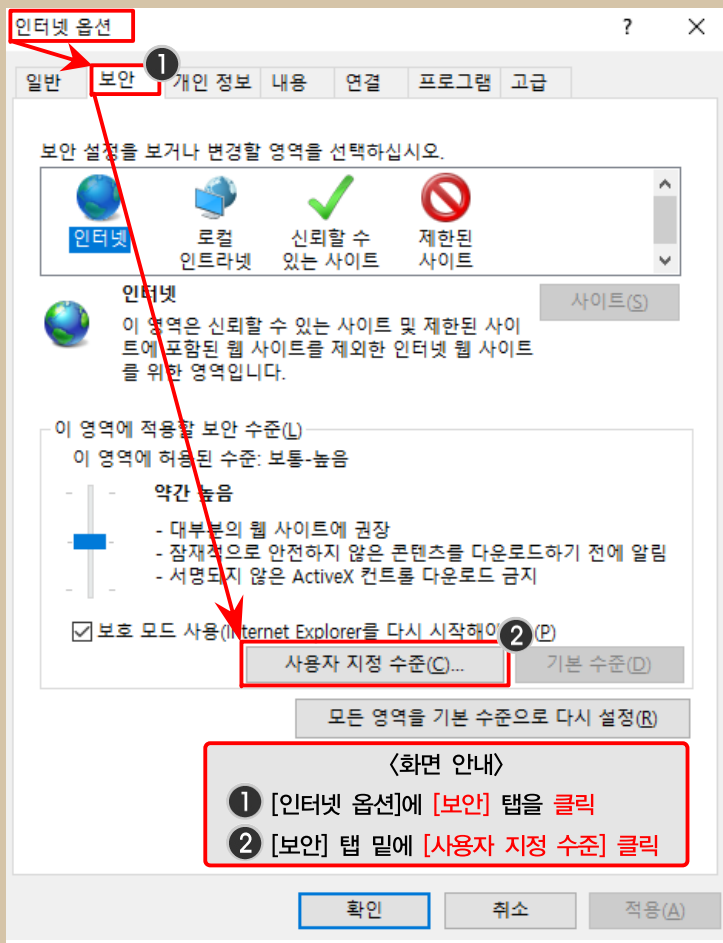 인터넷 옵션 ? ×
❶
일반 보안 개인 정보 내용 연결 프로그램 고급
보안 설정을 보거나 변경할 영역을 선택하십시오.
인터넷
로컬
인트라넷
신뢰할 수
있는 사이트
제한된
사이트
인터넷
사이트(S)
이 영역은 신뢰할 수 있는 사이트 및 제한된 사이
트에 포함된 웹 사이트를 제외한 인터넷 웹 사이트
를 위한 영역입니다.
이 영역에 적용할 보안 수준(L)
이 영역에 허용된 수준: 보통-높음
약간 높음
- 대부분의 웹 사이트에 권장
- 잠재적으로 안전하지 않은 콘텐츠를 다운로드하기 전에 알림
- 서명되지 않은 ActiveX 컨트롤 다운로드 금지
보호 모드 사용(Internet Explorer를 다시 시작해야 ❷ (P)
사용자 지정 수준(C)... 기본 수준(D)
모든 영역을 기본 수준으로 다시 설정(R)
〈화면 안내〉
❶ [인터넷 옵션]에 [보안] 탭을 클릭
❷ [보안] 탭 밑에 [사용자 지정 수준] 클릭
확인 취소 적용(A)